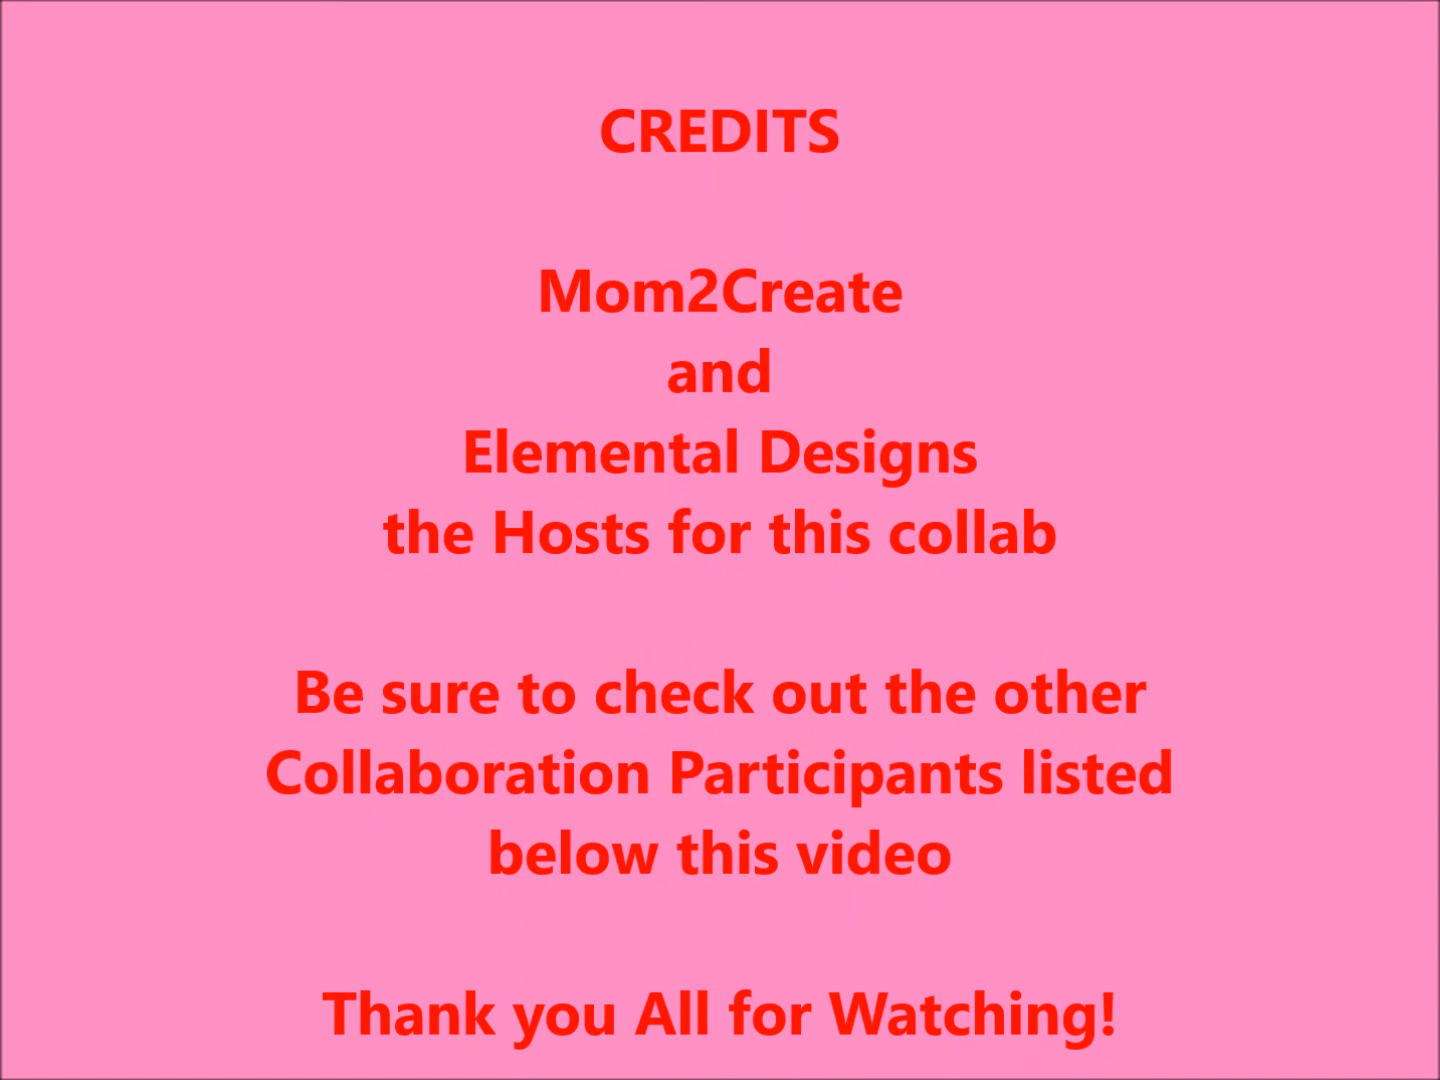 CREDITS
Mom2Create
and
Elemental Designs
the Hosts for this collab
Be sure to check out the other
Collaboration Participants listed
below this video
Thank you All for Watching!